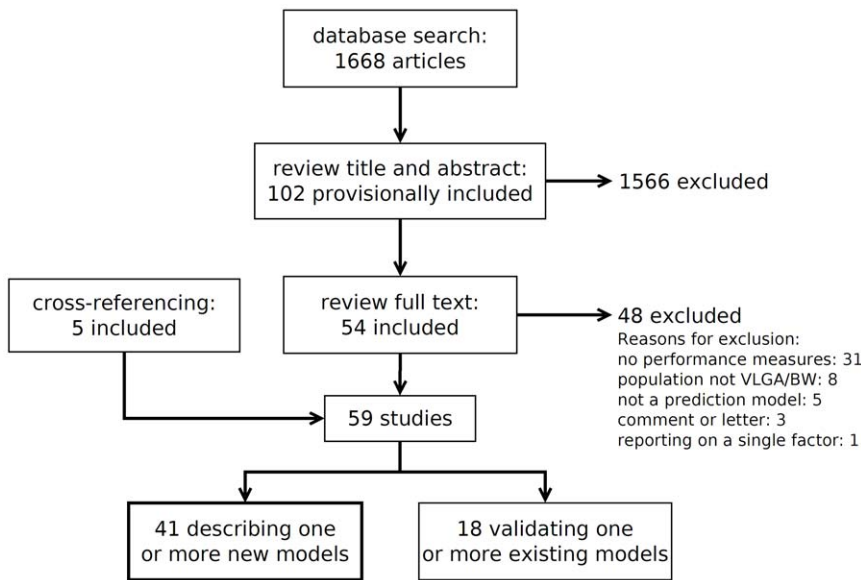 database search:
1668 articles
review title and abstract:
102 provisionally included
1566 excluded
cross-referencing:
5 included
review full text:
54 included
48 excluded
Reasons for exclusion:
no performance measures: 31
population not VLGA/BW: 8
not a prediction model: 5
comment or letter: 3
reporting on a single factor: 1
59 studies
41 describing one
or more new models
18 validating one
or more existing models